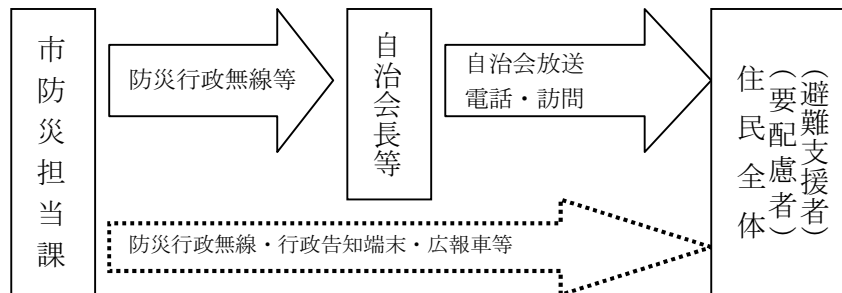 市防災担当課
防災行政無線等
自治会長等
自治会放送
電話・訪問
住民全体
（要配慮者）
（避難支援者）
防災行政無線・行政告知端末・広報車等